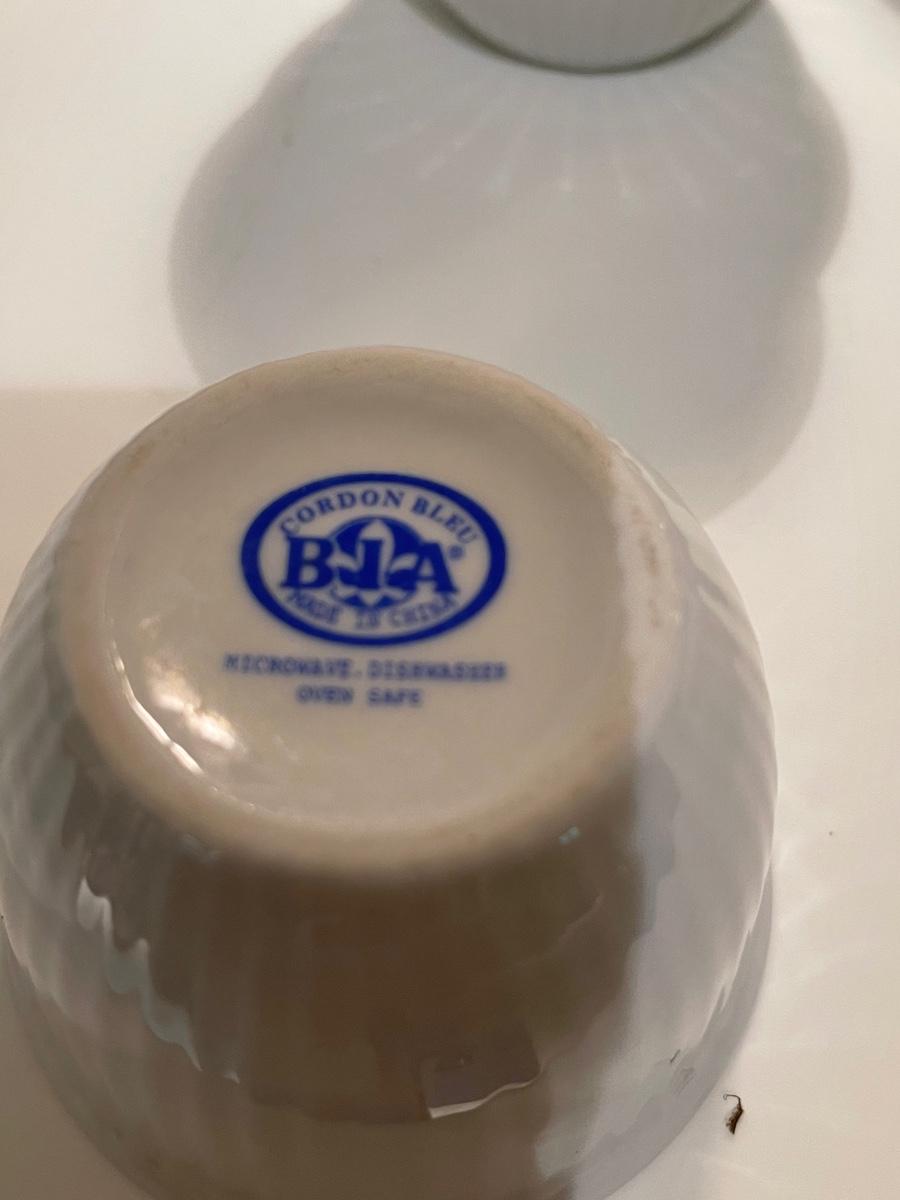 CORDON BLEU
BIA®
MADE IN CHINA
MICROWAVE.DISHWASHER
OVEN SAFE